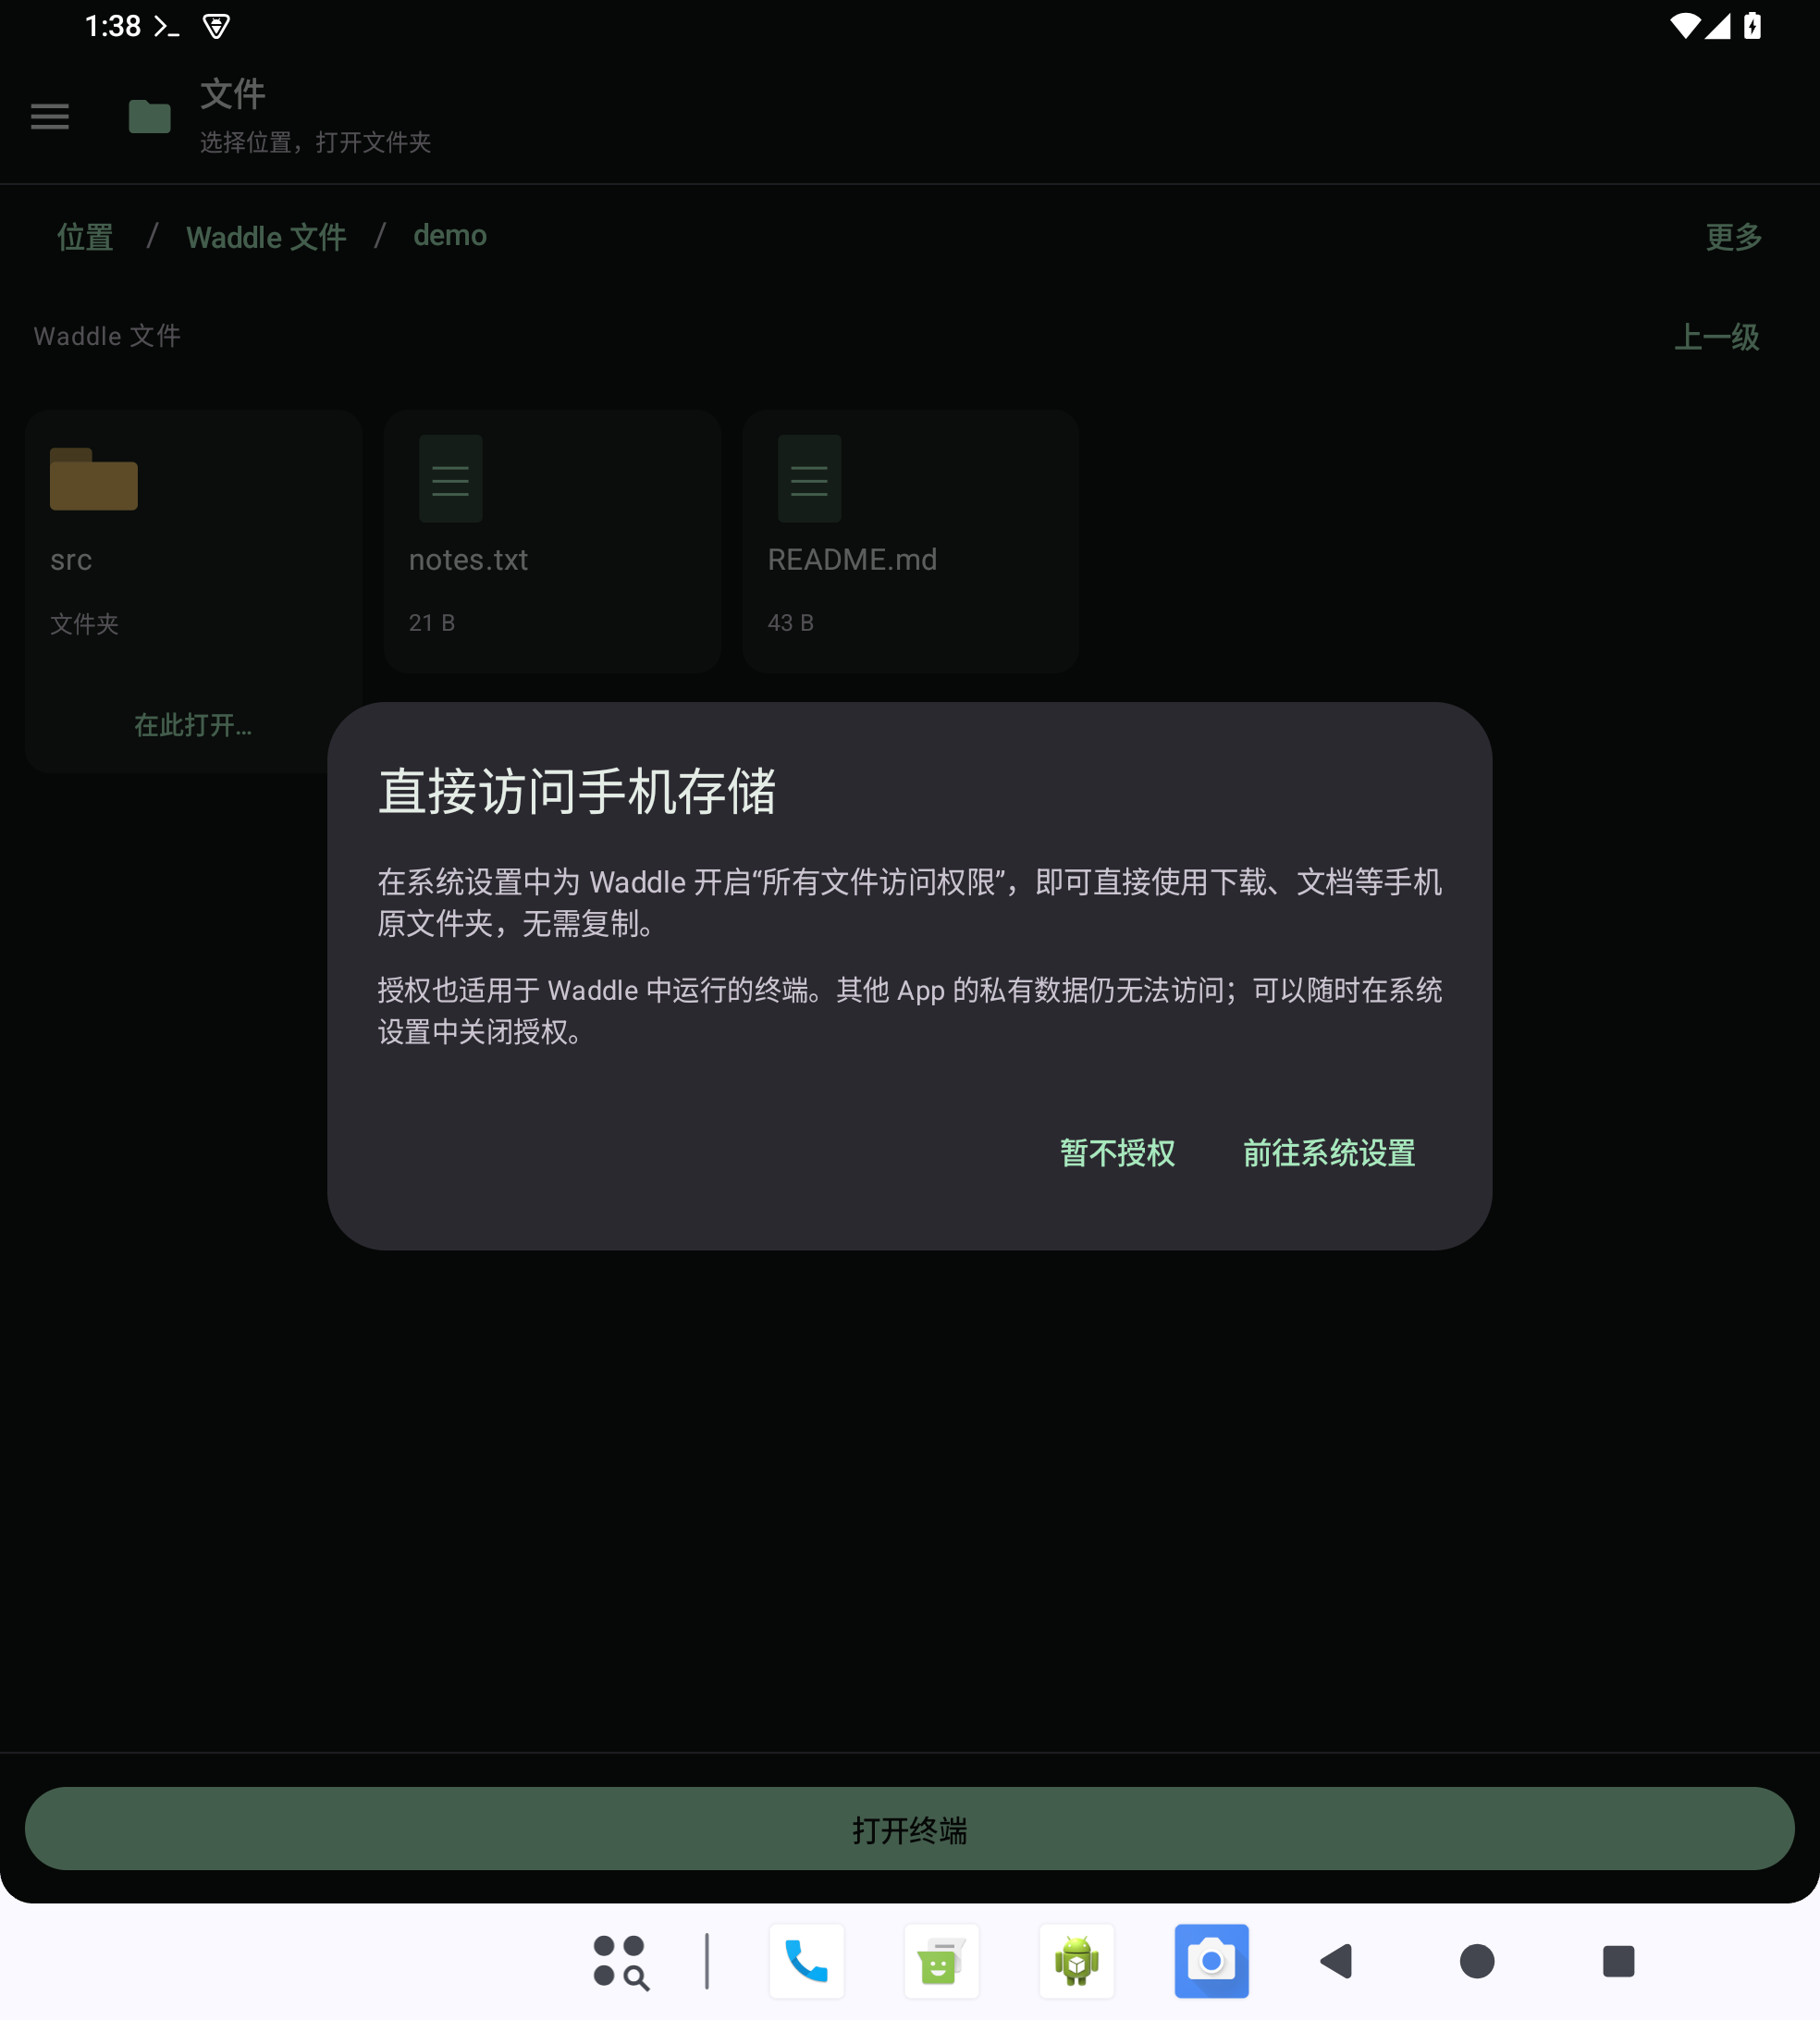 1:38
文件
选择位置，打开文件夹
位置 / Waddle 文件 / demo 更多
Waddle 文件 上一级
src notes.txt README.md
文件夹 21 B 43 B
在此打开...
直接访问手机存储
在系统设置中为 Waddle 开启“所有文件访问权限”，即可直接使用下载、文档等手机
原文件夹，无需复制。
授权也适用于 Waddle 中运行的终端。其他 App 的私有数据仍无法访问；可以随时在系统
设置中关闭授权。
暂不授权 前往系统设置
打开终端